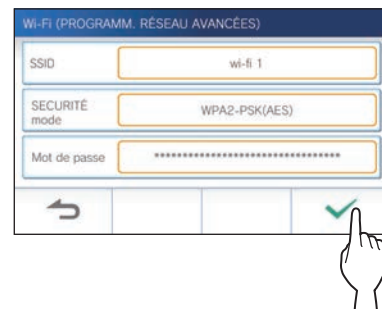 Wi-Fi (PROGRAMM. RÉSEAU AVANCÉES)
SSID
wi-fi 1
SECURITÉ
mode
WPA2-PSK(AES)
Mot de passe
**********************************